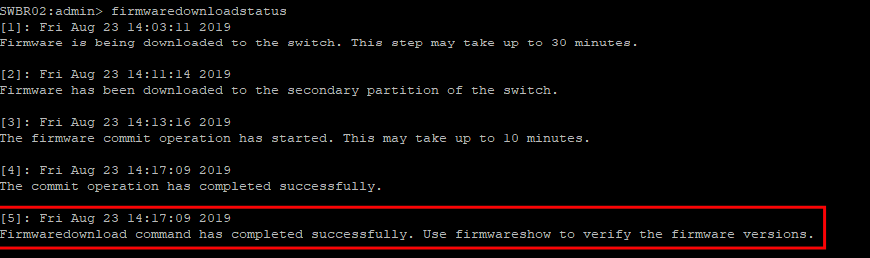 SWBR02:admin> firmwaredownloadstatus
[1]: Fri Aug 23 14:03:11 2019
Firmware is being downloaded to the switch. This step may take up to 30 minutes.
[2]: Fri Aug 23 14:11:14 2019
Firmware has been downloaded to the secondary partition of the switch.
[3]: Fri Aug 23 14:13:16 2019
The firmware commit operation has started. This may take up to 10 minutes.
[4]: Fri Aug 23 14:17:09 2019
The commit operation has completed successfully.
[5]: Fri Aug 23 14:17:09 2019
Firmwaredownload command has completed successfully. Use firmwareshow to verify the firmware versions.